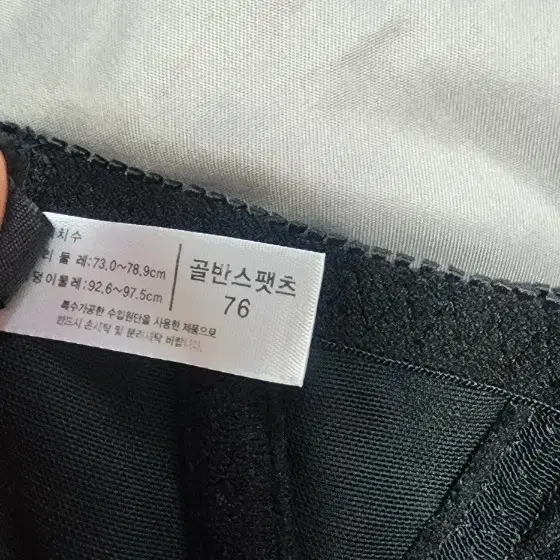 치수
리 둘 레:73.0~78.9cm
덩이둘레:92.6~97.5cm
골반스팻츠
76
특수가공한 수입원단을 사용한 제품으로
반드시 손세탁 및 분리세탁 바랍니다.